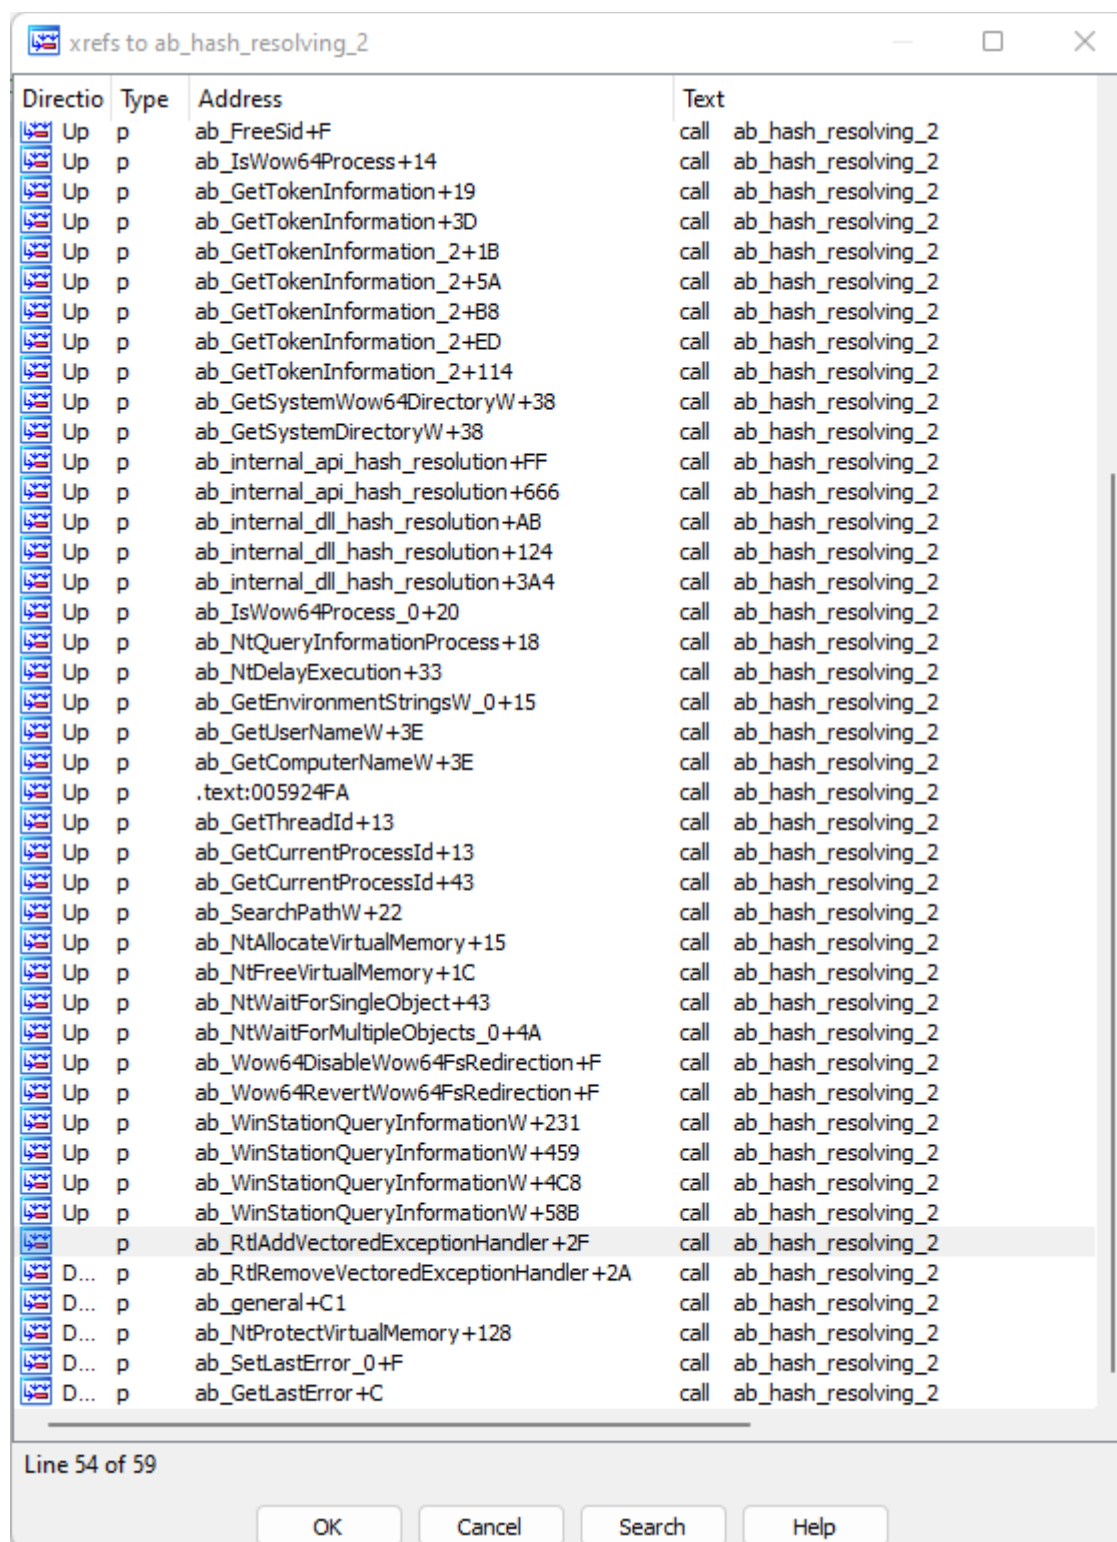 xrefs to ab_hash_resolving_2
Directio Type Address Text
Up p ab_FreeSid+F call ab_hash_resolving_2
Up p ab_IsWow64Process+14 call ab_hash_resolving_2
Up p ab_GetTokenInformation+19 call ab_hash_resolving_2
Up p ab_GetTokenInformation+3D call ab_hash_resolving_2
Up p ab_GetTokenInformation_2+1B call ab_hash_resolving_2
Up p ab_GetTokenInformation_2+5A call ab_hash_resolving_2
Up p ab_GetTokenInformation_2+B8 call ab_hash_resolving_2
Up p ab_GetTokenInformation_2+ED call ab_hash_resolving_2
Up p ab_GetTokenInformation_2+114 call ab_hash_resolving_2
Up p ab_GetSystemWow64DirectoryW+38 call ab_hash_resolving_2
Up p ab_GetSystemDirectoryW+38 call ab_hash_resolving_2
Up p ab_internal_api_hash_resolution+FF call ab_hash_resolving_2
Up p ab_internal_api_hash_resolution+666 call ab_hash_resolving_2
Up p ab_internal_dll_hash_resolution+AB call ab_hash_resolving_2
Up p ab_internal_dll_hash_resolution+124 call ab_hash_resolving_2
Up p ab_internal_dll_hash_resolution+3A4 call ab_hash_resolving_2
Up p ab_IsWow64Process_0+20 call ab_hash_resolving_2
Up p ab_NtQueryInformationProcess+18 call ab_hash_resolving_2
Up p ab_NtDelayExecution+33 call ab_hash_resolving_2
Up p ab_GetEnvironmentStringsW_0+15 call ab_hash_resolving_2
Up p ab_GetUserNameW+3E call ab_hash_resolving_2
Up p ab_GetComputerNameW+3E call ab_hash_resolving_2
Up p .text:005924FA call ab_hash_resolving_2
Up p ab_GetThreadId+13 call ab_hash_resolving_2
Up p ab_GetCurrentProcessId+13 call ab_hash_resolving_2
Up p ab_GetCurrentProcessId+43 call ab_hash_resolving_2
Up p ab_SearchPathW+22 call ab_hash_resolving_2
Up p ab_NtAllocateVirtualMemory+15 call ab_hash_resolving_2
Up p ab_NtFreeVirtualMemory+1C call ab_hash_resolving_2
Up p ab_NtWaitForSingleObject+43 call ab_hash_resolving_2
Up p ab_NtWaitForMultipleObjects_0+4A call ab_hash_resolving_2
Up p ab_Wow64DisableWow64FsRedirection+F call ab_hash_resolving_2
Up p ab_Wow64RevertWow64FsRedirection+F call ab_hash_resolving_2
Up p ab_WinStationQueryInformationW+231 call ab_hash_resolving_2
Up p ab_WinStationQueryInformationW+459 call ab_hash_resolving_2
Up p ab_WinStationQueryInformationW+4C8 call ab_hash_resolving_2
Up p ab_WinStationQueryInformationW+58B call ab_hash_resolving_2
p ab_RtlAddVectoredExceptionHandler+2F call ab_hash_resolving_2
D... p ab_RtlRemoveVectoredExceptionHandler+2A call ab_hash_resolving_2
D... p ab_general+C1 call ab_hash_resolving_2
D... p ab_NtProtectVirtualMemory+128 call ab_hash_resolving_2
D... p ab_SetLastError_0+F call ab_hash_resolving_2
D... p ab_GetLastError+C call ab_hash_resolving_2
Line 54 of 59
OK Cancel Search Help